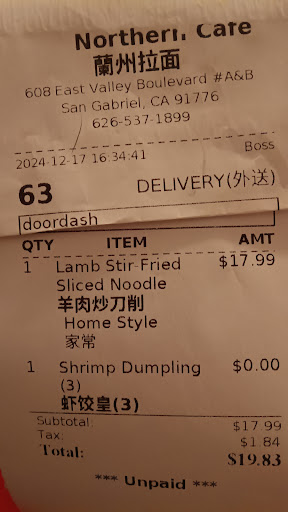 Northern Cafe
蘭州拉面
608 East Valley Boulevard #A&B
San Gabriel, CA 91776
626-537-1899
2024-12-17 16:34:41 Boss
63 DELIVERY(外送)
doordash
QTY ITEM AMT
1 Lamb Stir-Fried $17.99
Sliced Noodle
羊肉炒刀削
Home Style
家常
1 Shrimp Dumpling $0.00
(3)
虾饺皇(3)
Subtotal: $17.99
Tax: $1.84
Total: $19.83
*** Unpaid ***